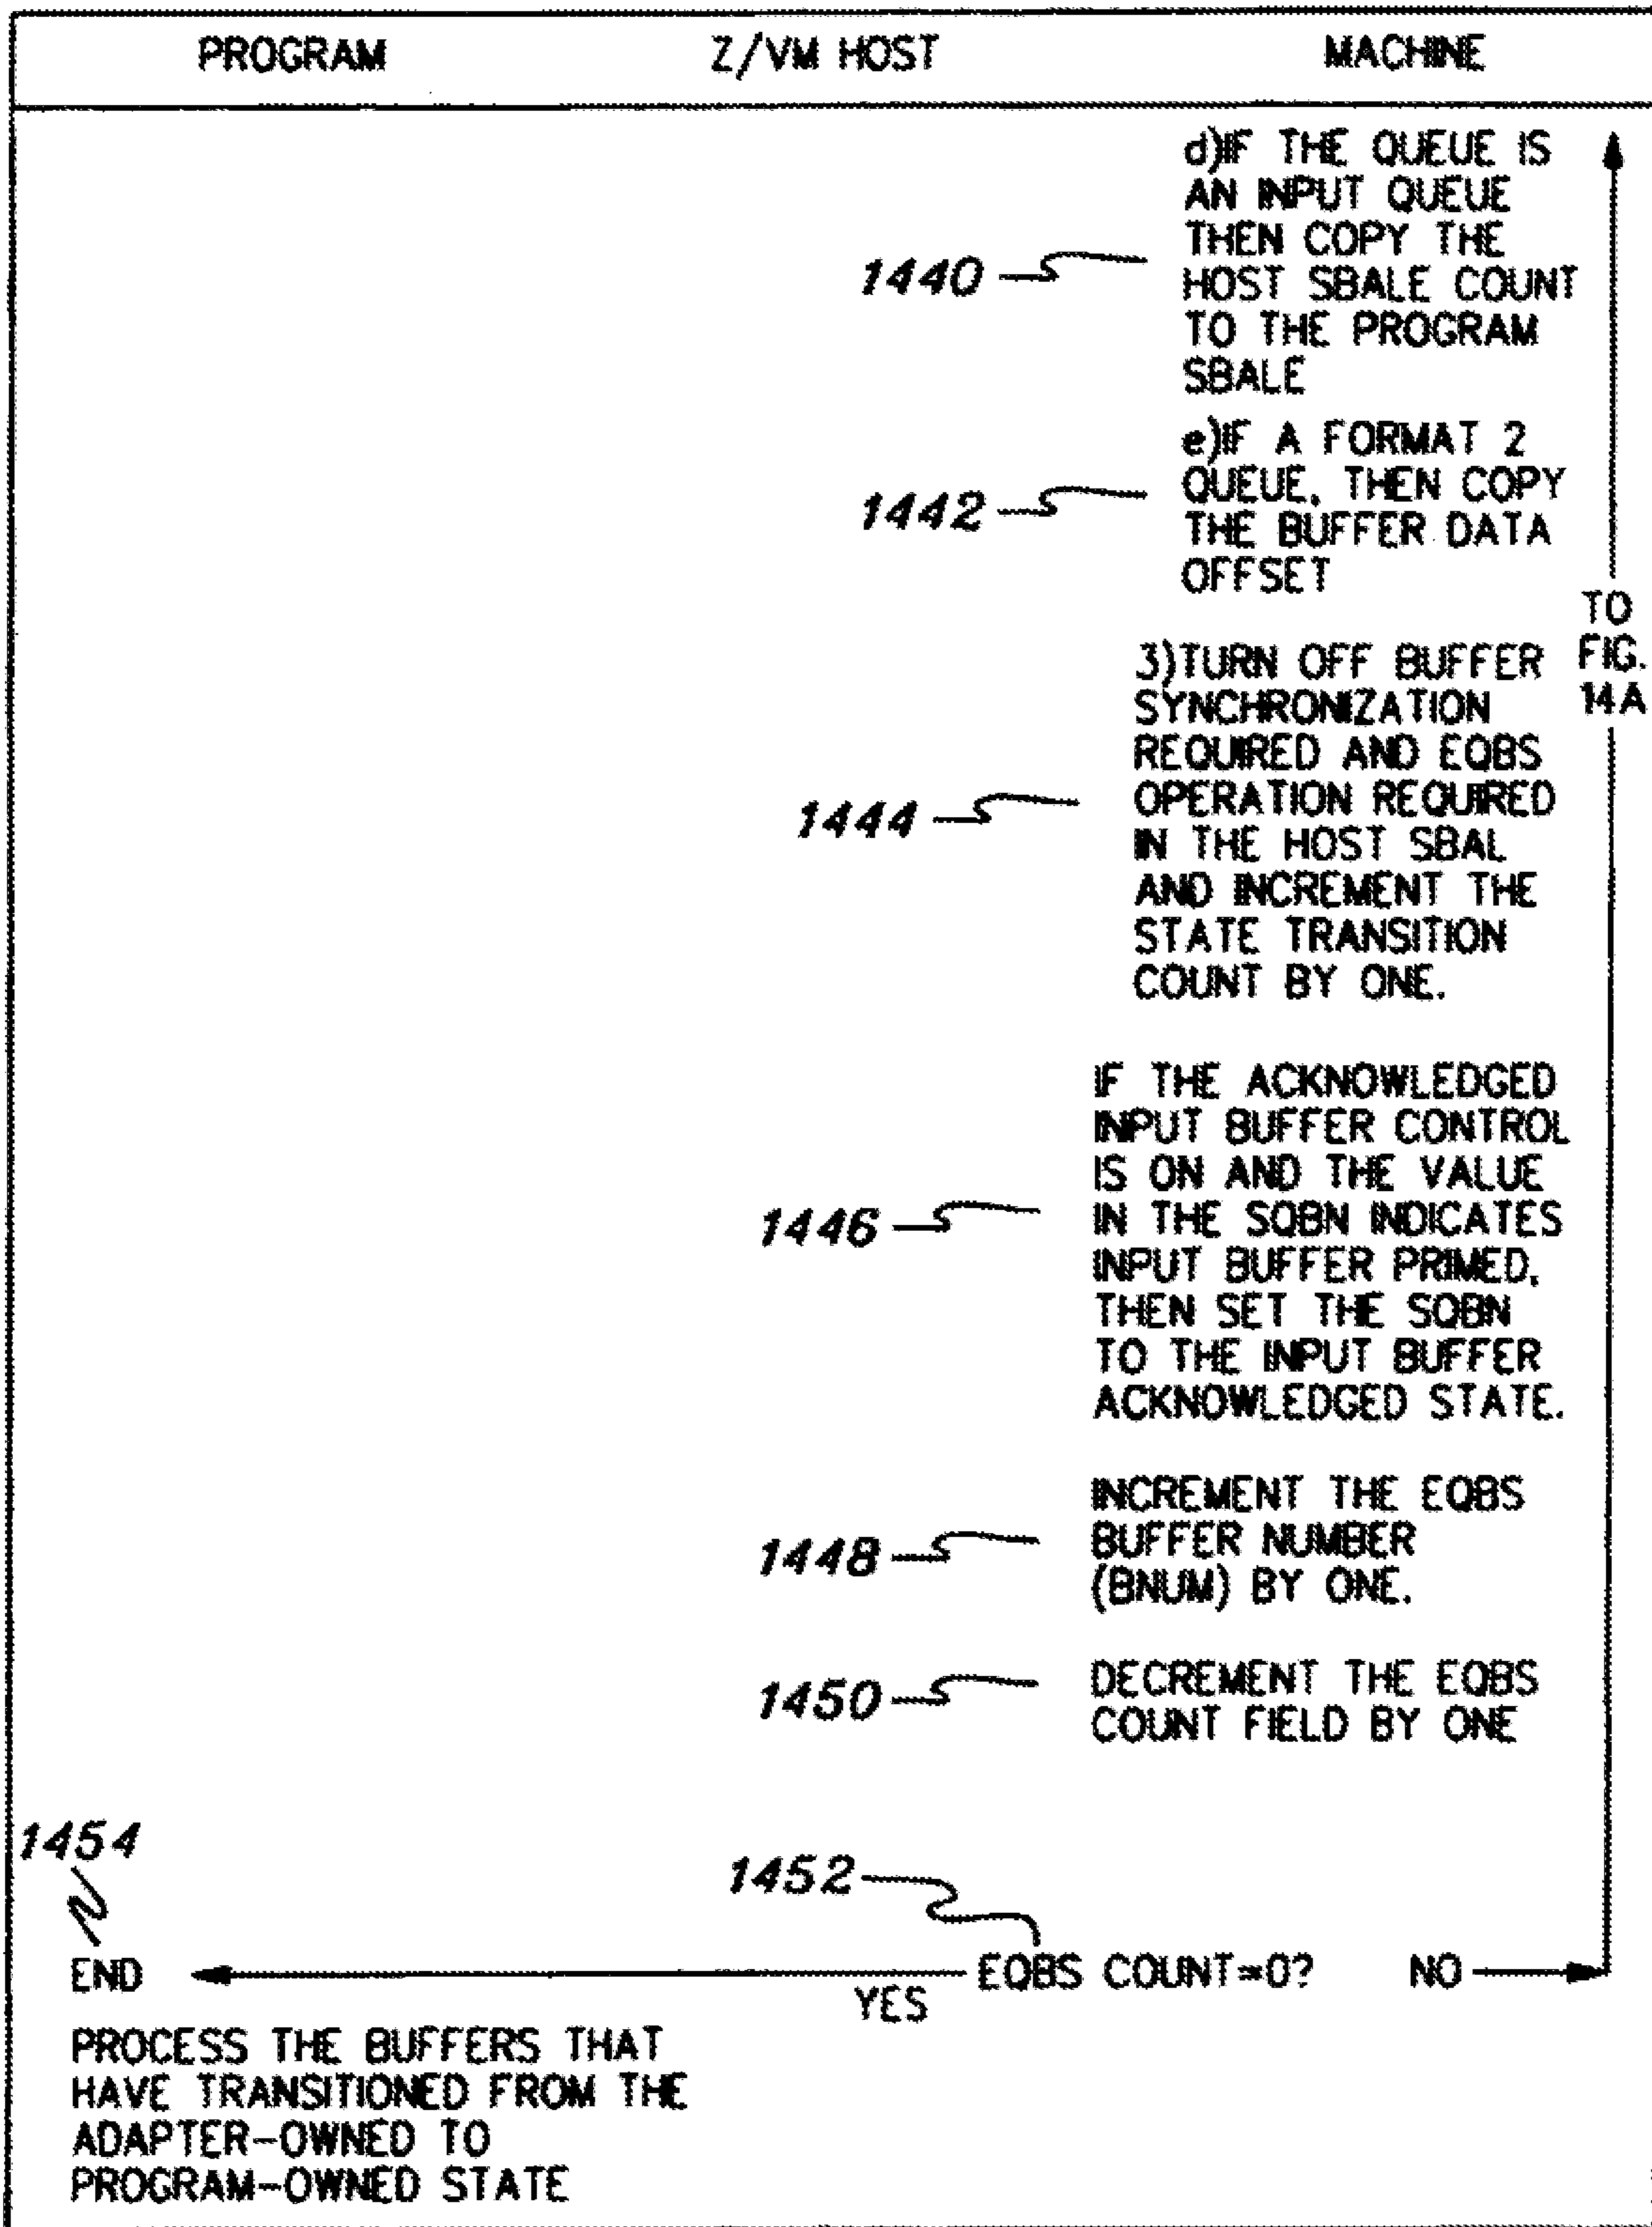 PROGRAM Z/VM HOST MACHINE
d)IF THE QUEUE IS
AN INPUT QUEUE
THEN COPY THE
1440 HOST SBALE COUNT
TO THE PROGRAM
SBALE
e)IF A FORMAT 2
1442 QUEUE, THEN COPY
THE BUFFER DATA
OFFSET
TO
FIG.
14A
3)TURN OFF BUFFER
SYNCHRONIZATION
REQUIRED AND EQBS
1444 OPERATION REQUIRED
IN THE HOST SBAL
AND INCREMENT THE
STATE TRANSITION
COUNT BY ONE.
IF THE ACKNOWLEDGED
INPUT BUFFER CONTROL
IS ON AND THE VALUE
1446 IN THE SQBN INDICATES
INPUT BUFFER PRIMED,
THEN SET THE SQBN
TO THE INPUT BUFFER
ACKNOWLEDGED STATE.
INCREMENT THE EQBS
1448 BUFFER NUMBER
(BNUM) BY ONE.
1450 DECREMENT THE EQBS
COUNT FIELD BY ONE
1454
1452
END YES EQBS COUNT=0? NO
PROCESS THE BUFFERS THAT
HAVE TRANSITIONED FROM THE
ADAPTER-OWNED TO
PROGRAM-OWNED STATE